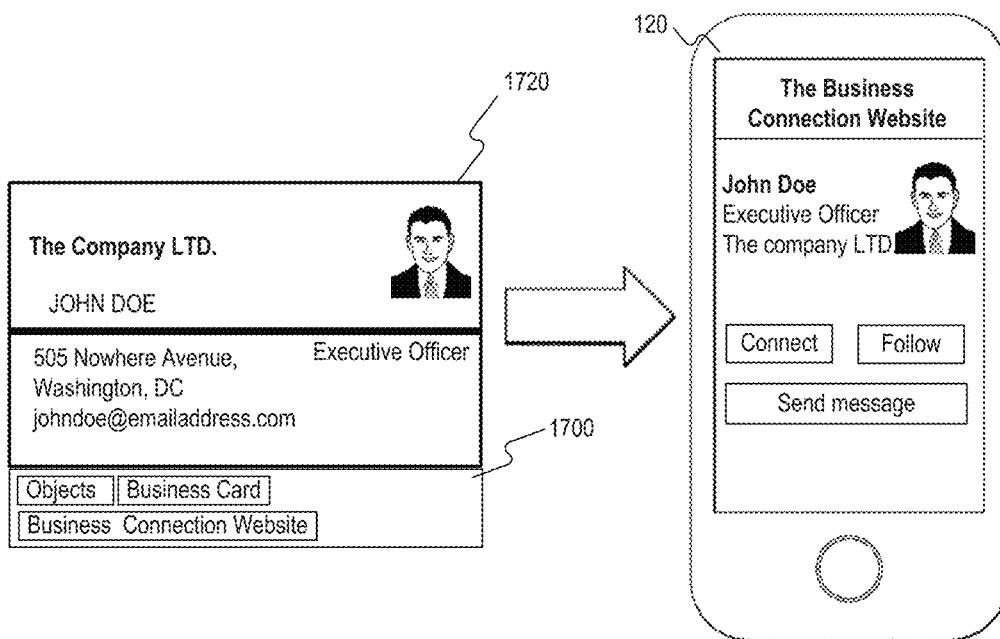 1720
The Company LTD.
JOHN DOE
505 Nowhere Avenue,
Executive Officer
Washington, DC
johndoe@emailaddress.com
1700
Objects
Business Card
Business Connection Website
120
The Business
Connection Website
John Doe
Executive Officer
The company LTD
Connect
Follow
Send message